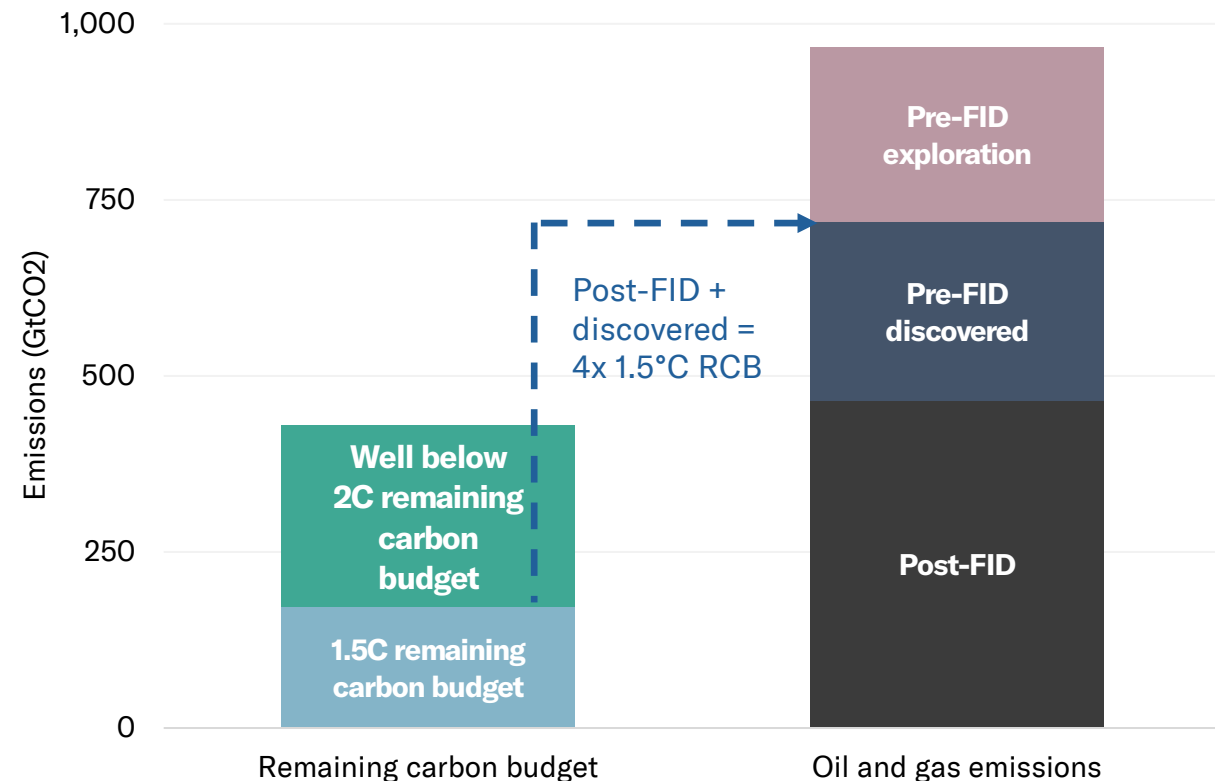 1,000
750
500
250
0
Emissions (GtCO2)
Well below
2C remaining
carbon
budget
1.5C remaining
carbon budget
Post-FID +
discovered =
4x 1.5°C RCB
Pre-FID
exploration
Pre-FID
discovered
Post-FID
Remaining carbon budget
Oil and gas emissions